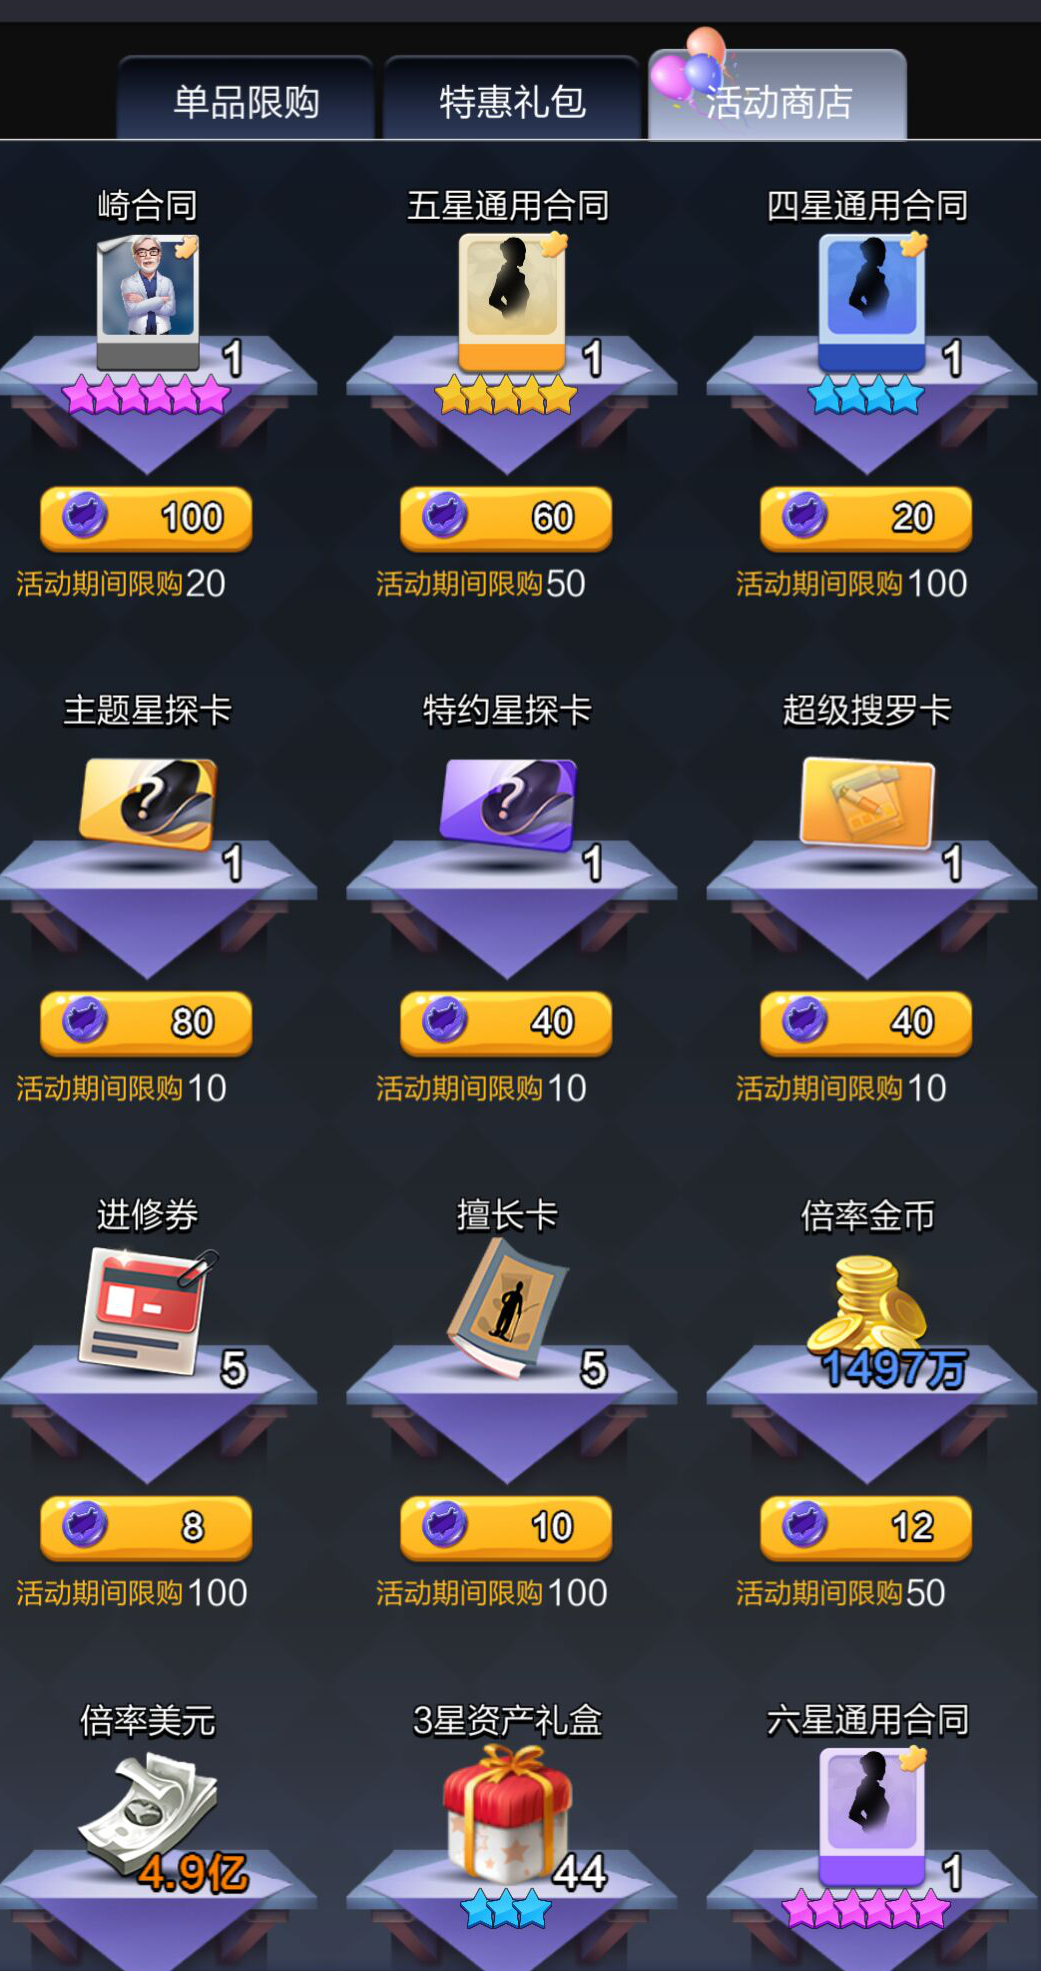 单品限购 特惠礼包 活动商店
崎合同 五星通用合同 四星通用合同
1 1 1
100 60 20
活动期间限购20 活动期间限购50 活动期间限购100
主题星探卡 特约星探卡 超级搜罗卡
? ?
1 1 1
80 40 40
活动期间限购10 活动期间限购10 活动期间限购10
进修券 擅长卡 倍率金币
5 5 1497万
8 10 12
活动期间限购100 活动期间限购100 活动期间限购50
倍率美元 3星资产礼盒 六星通用合同
4.9亿 44 1